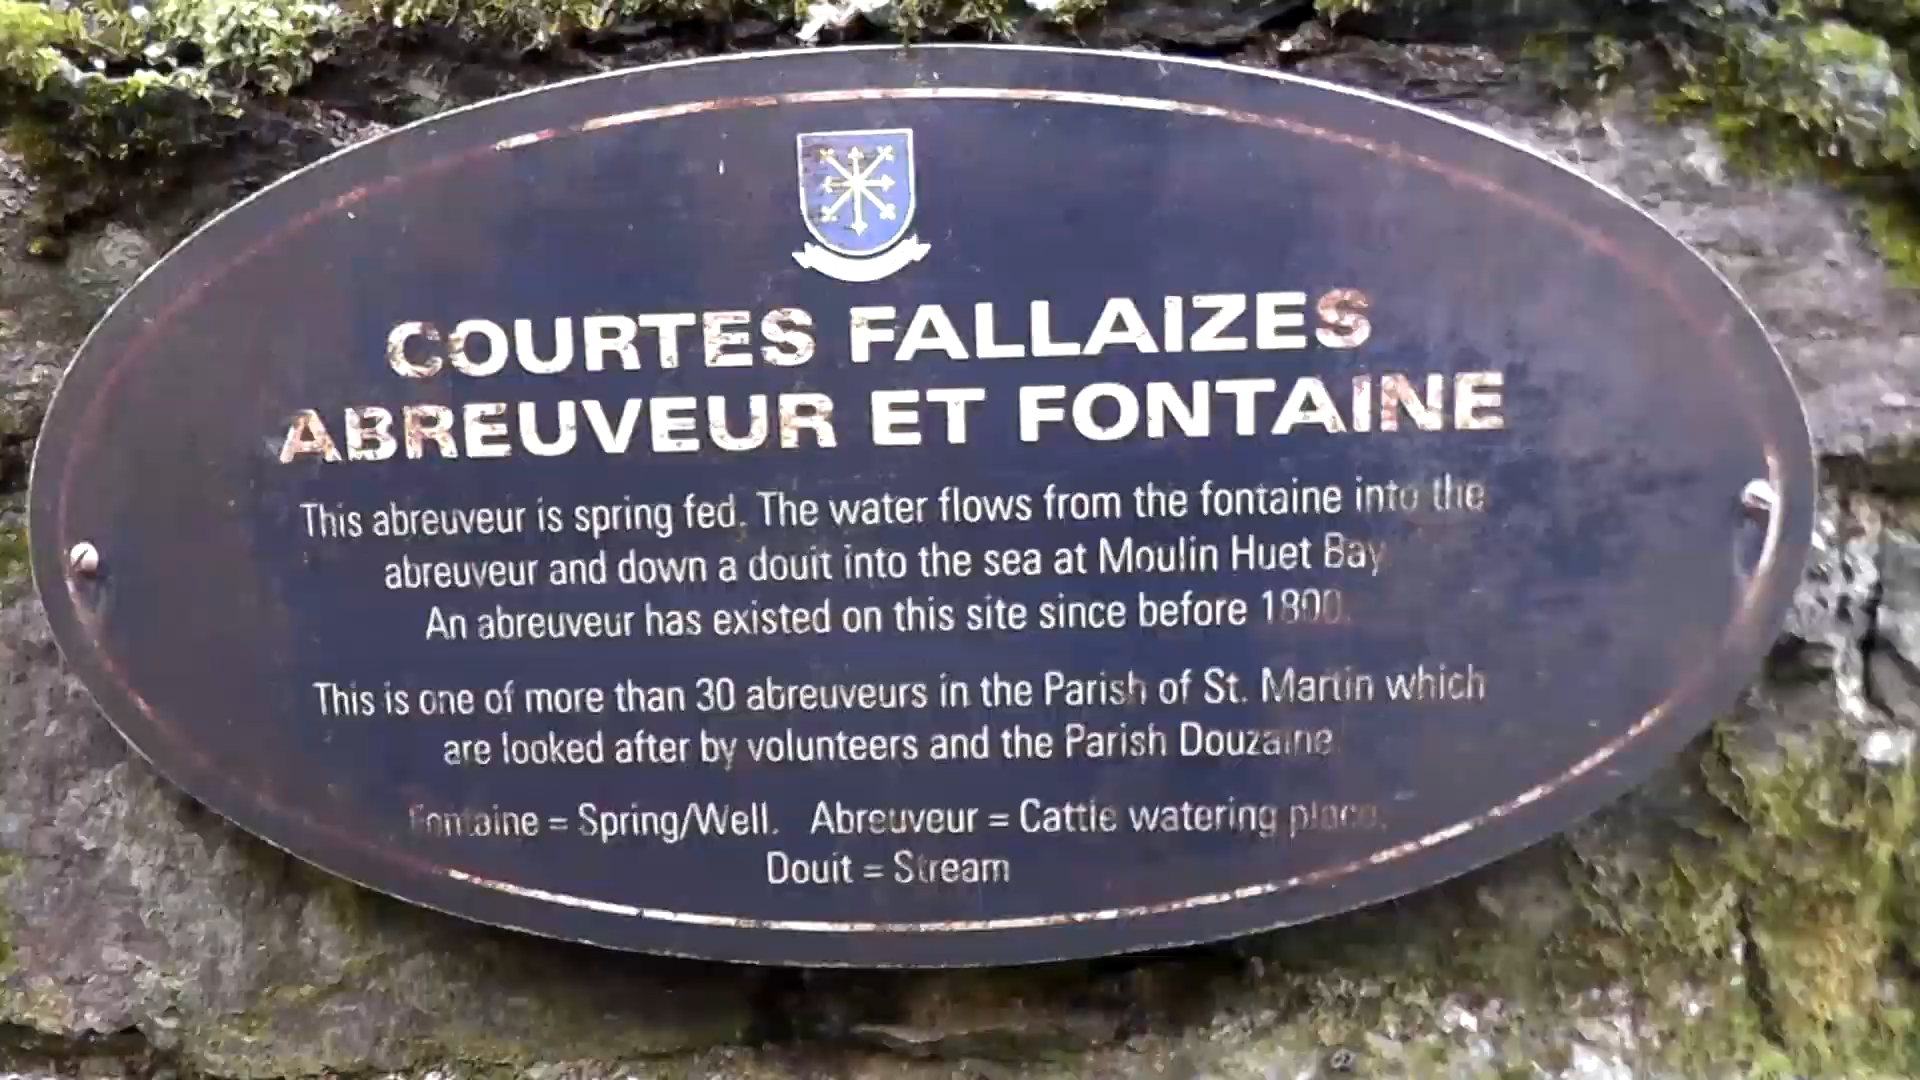 COURTES FALLAIZES
ABREUVEUR ET FONTAINE
This abreuveur is spring fed. The water flows from the fontaine into the
abreuveur and down a douit into the sea at Moulin Huet Bay
An abreuveur has existed on this site since before 1800.
This is one of more than 30 abreuveurs in the Parish of St. Martin which
are looked after by volunteers and the Parish Douzaine.
Fontaine = Spring/Well. Abreuveur = Cattle watering place.
Douit = Stream